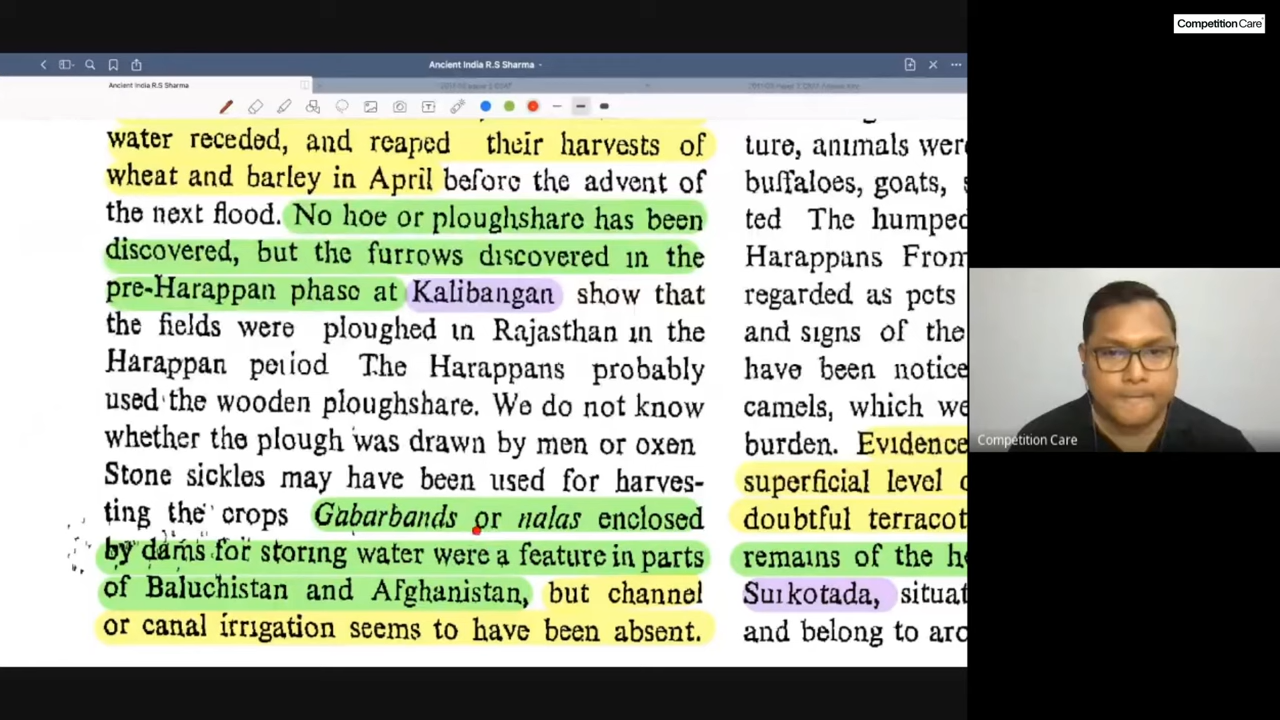 CompetitionCare
Ancient India R.S Sharma
Ancient India R.S Sharma
water receded, and reaped their harvests of
wheat and barley in April before the advent of
the next flood. No hoe or ploughshare has been
discovered, but the furrows discovered in the
pre-Harappan phase at Kalibangan show that
the fields were ploughed in Rajasthan in the
Harappan period The Harappans probably
used the wooden ploughshare. We do not know
whether the plough was drawn by men or oxen
Stone sickles may have been used for harves-
ting the crops Gabarbands or nalas enclosed
by dams for storing water were a feature in parts
of Baluchistan and Afghanistan, but channel
or canal irrigation seems to have been absent.
ture, animals were
buffaloes, goats,
ted The humped
Harappans From
regarded as pets
and signs of the
have been notice
camels, which we
burden. Evidence
superficial level
doubtful terracot
remains of the
Surkotada, situat
and belong to
Competition Care